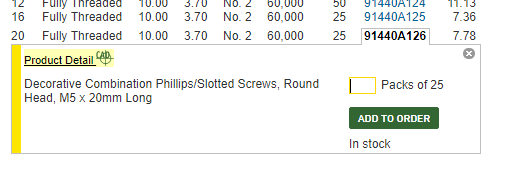 12 Fully Threaded 10.00 3.70 No. 2 60,000 50 91440A124 11.13
16 Fully Threaded 10.00 3.70 No. 2 60,000 25 91440A125 7.36
20 Fully Threaded 10.00 3.70 No. 2 60,000 25 91440A126 7.78
Product Detail CAD
Decorative Combination Phillips/Slotted Screws, Round
Head, M5 x 20mm Long
Packs of 25
ADD TO ORDER
In stock